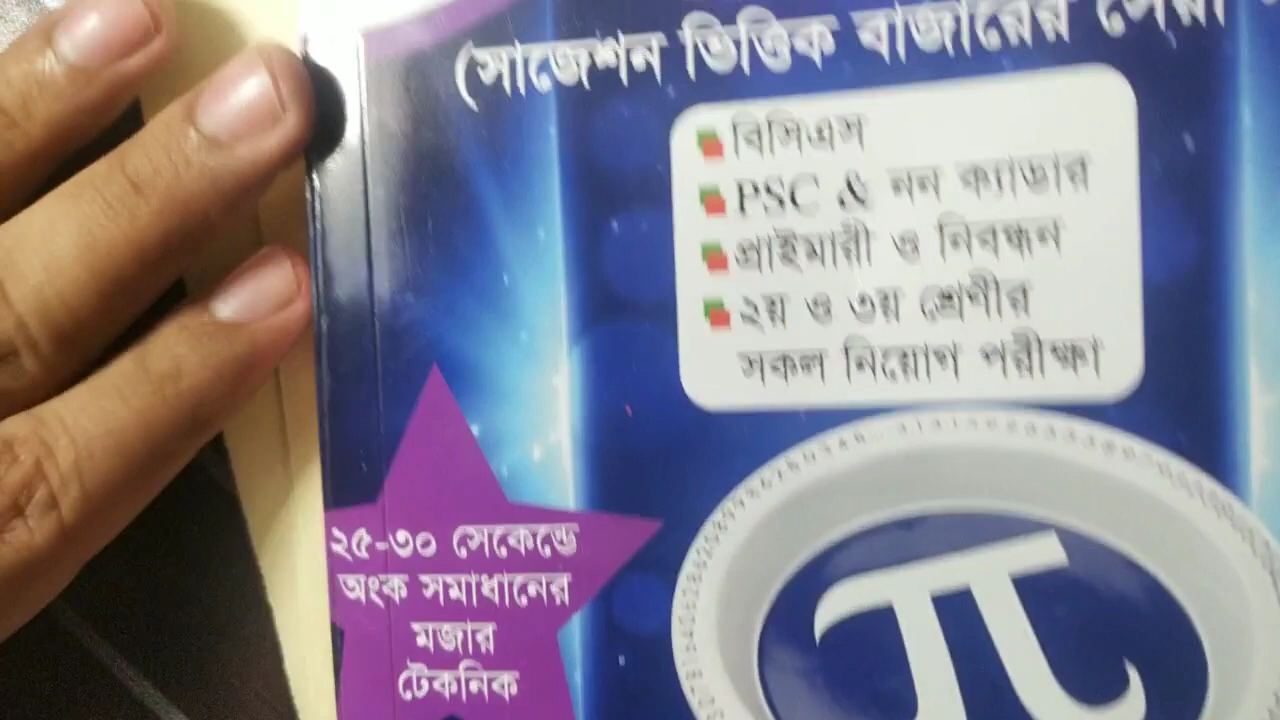 (সাজেশন ভিত্তিক বাজারের সেরা
বিসিএস
PSC & নন ক্যাডার
প্রাইমারী ও নিবন্ধন
২য় ও ৩য় শ্রেণীর
সকল নিয়োগ পরীক্ষা
২৫-৩০ সেকেন্ডে
অংক সমাধানের
মজার
টেকনিক
π